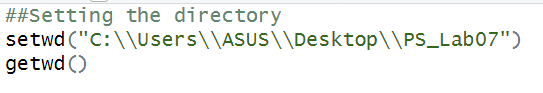 ##Setting the directory
setwd("C:\\Users\\ASUS\\Desktop\\PS_Lab07")
getwd()